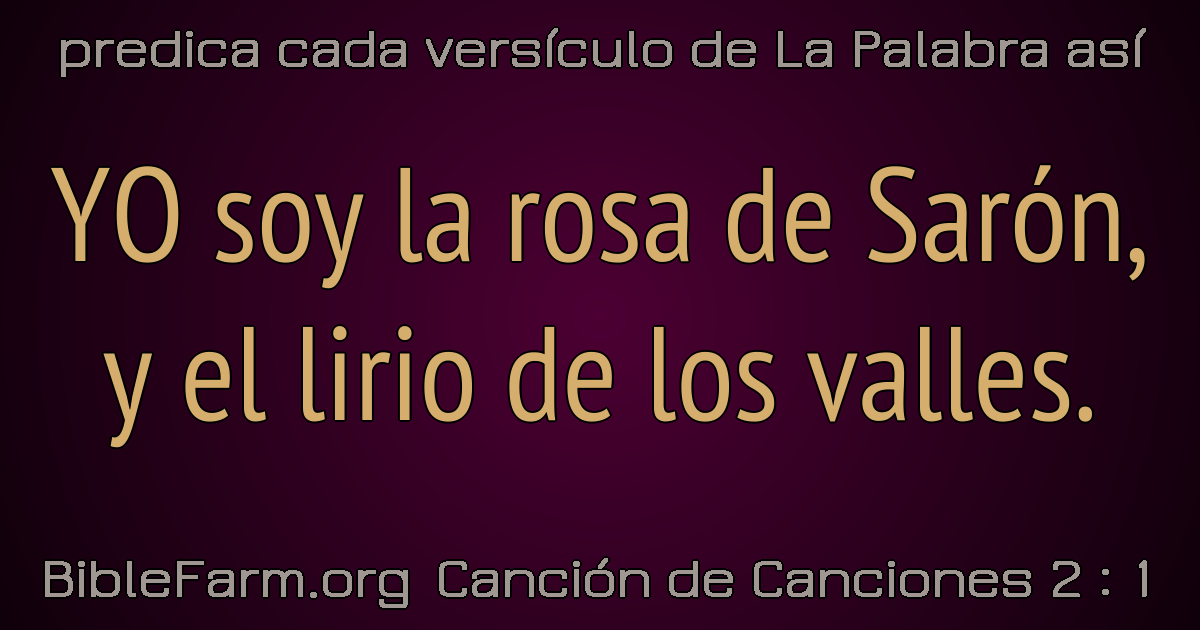 predica cada versículo de La Palabra así
YO soy la rosa de Sarón,
y el lirio de los valles.
BibleFarm.org Canción de Canciones 2 : 1